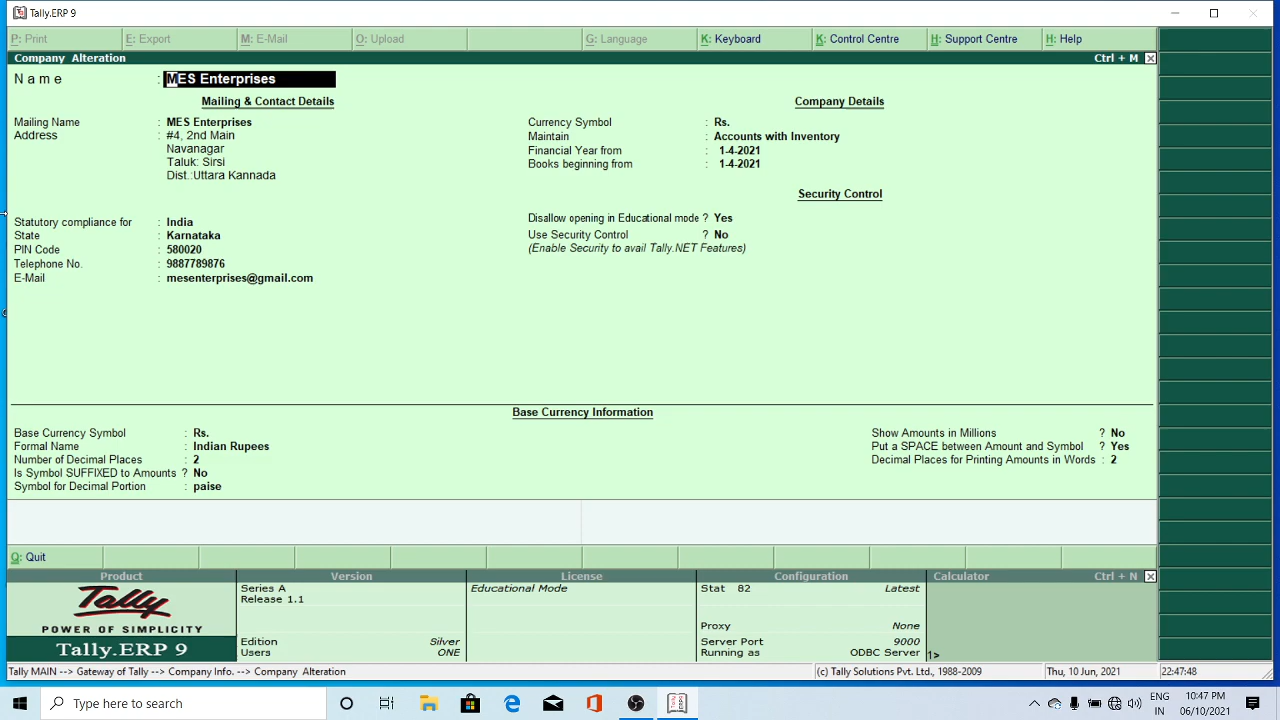 Tally.ERP 9
P: Print E: Export M: E-Mail O: Upload G: Language K: Keyboard K: Control Centre H: Support Centre H: Help
Company Alteration Ctrl + M
Name : MES Enterprises
Mailing & Contact Details
Mailing Name : MES Enterprises
Address : #4, 2nd Main
Navanagar
Taluk: Sirsi
Dist.:Uttara Kannada
Statutory compliance for : India
State : Karnataka
PIN Code : 580020
Telephone No. : 9887789876
E-Mail : mesenterprises@gmail.com
Company Details
Currency Symbol : Rs.
Maintain : Accounts with Inventory
Financial Year from : 1-4-2021
Books beginning from : 1-4-2021
Security Control
Disallow opening in Educational mode ? Yes
Use Security Control ? No
(Enable Security to avail Tally.NET Features)
Base Currency Information
Base Currency Symbol : Rs.
Formal Name : Indian Rupees
Number of Decimal Places : 2
Is Symbol SUFFIXED to Amounts ? No
Symbol for Decimal Portion : paise
Show Amounts in Millions ? No
Put a SPACE between Amount and Symbol ? Yes
Decimal Places for Printing Amounts in Words : 2
Q: Quit
Product
Tally
POWER OF SIMPLICITY
Tally.ERP 9
Version
Series A
Release 1.1
Edition Silver
Users ONE
License
Educational Mode
Configuration
Stat 82 Latest
Proxy None
Server Port 9000
Running as ODBC Server
Calculator Ctrl + N
1>
Tally MAIN --> Gateway of Tally --> Company Info. --> Company Alteration (c) Tally Solutions Pvt. Ltd., 1988-2009 Thu, 10 Jun, 2021 22:47:48
Type here to search
ENG
IN
10:47 PM
06/10/2021